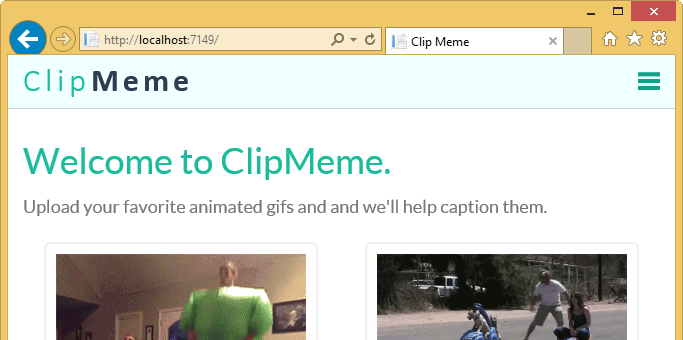 http://localhost:7149/
Clip Meme
ClipMeme
Welcome to ClipMeme.
Upload your favorite animated gifs and and we'll help caption them.